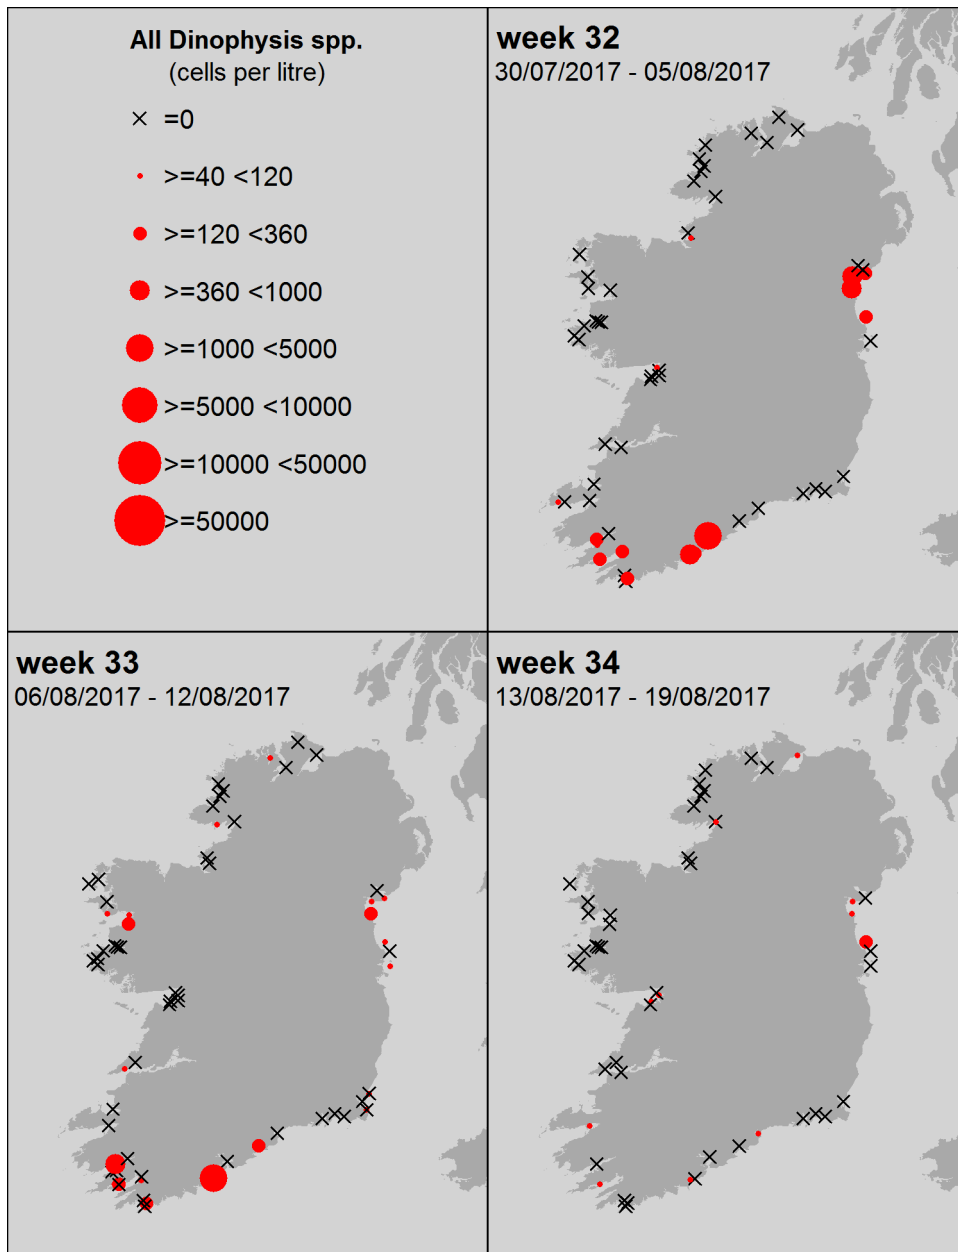 All Dinophysis spp.
(cells per litre)
=0
>=40 <120
>=120 <360
>=360 <1000
>=1000 <5000
>=5000 <10000
>=10000 <50000
>=50000
week 32
30/07/2017 - 05/08/2017
week 33
06/08/2017 - 12/08/2017
week 34
13/08/2017 - 19/08/2017